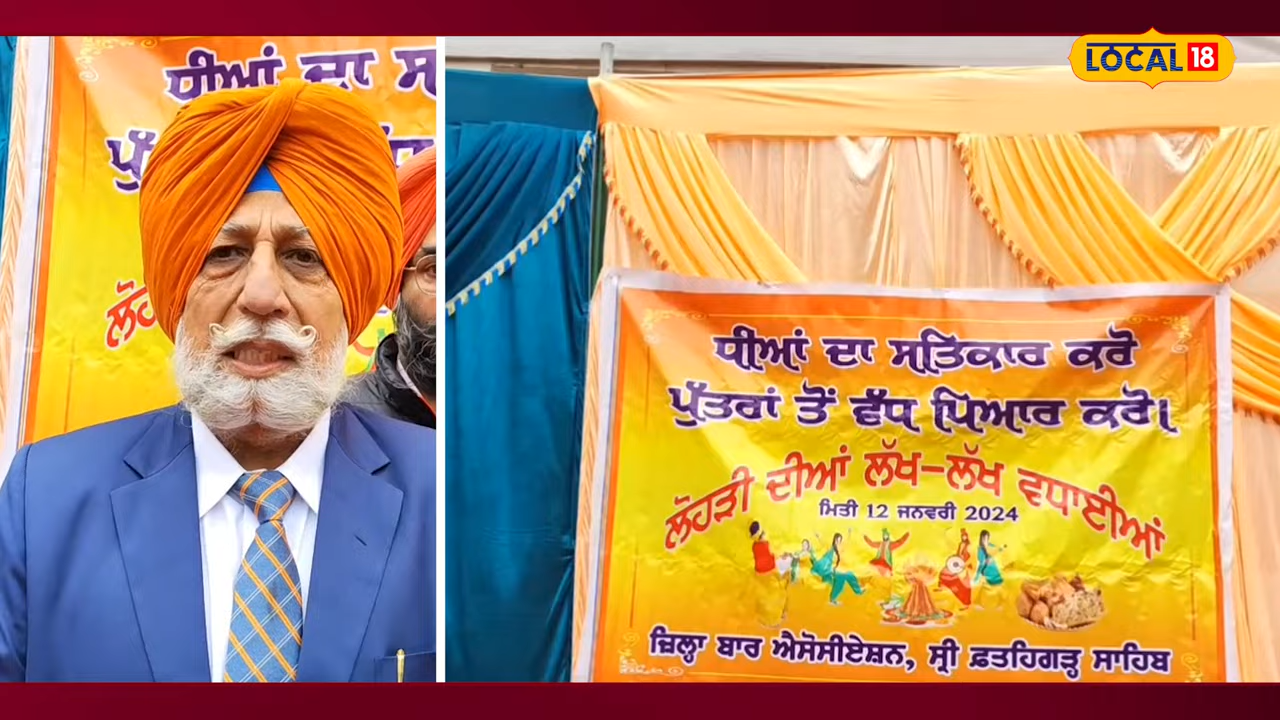 LOCAL 18
ਧੀਆਂ ਦਾ ਸ
ਪੁੱ
ਲੋਹ
ਧੀਆਂ ਦਾ ਸਤਿਕਾਰ ਕਰੋ
ਪੁੱਤਰਾਂ ਤੋਂ ਵੱਧ ਪਿਆਰ ਕਰੋ।
ਲੋਹੜੀ ਦੀਆਂ ਲੱਖ-ਲੱਖ ਵਧਾਈਆਂ
ਮਿਤੀ 12 ਜਨਵਰੀ 2024
ਜ਼ਿਲ੍ਹਾ ਬਾਰ ਐਸੋਸੀਏਸ਼ਨ, ਸ੍ਰੀ ਫ਼ਤਹਿਗੜ੍ਹ ਸਾਹਿਬ